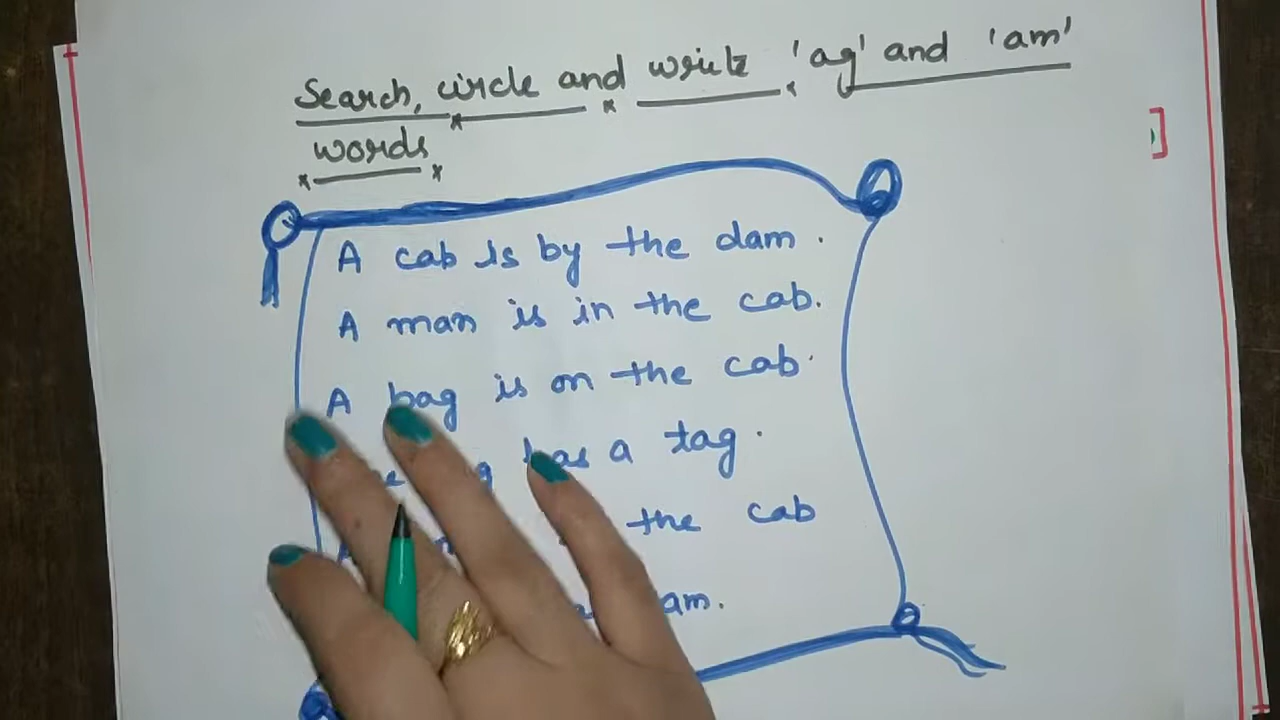 Search, circle and write 'ag' and 'am'
words
A cab is by the dam.
A man is in the cab.
A bag is on the cab.
has a tag.
the cab